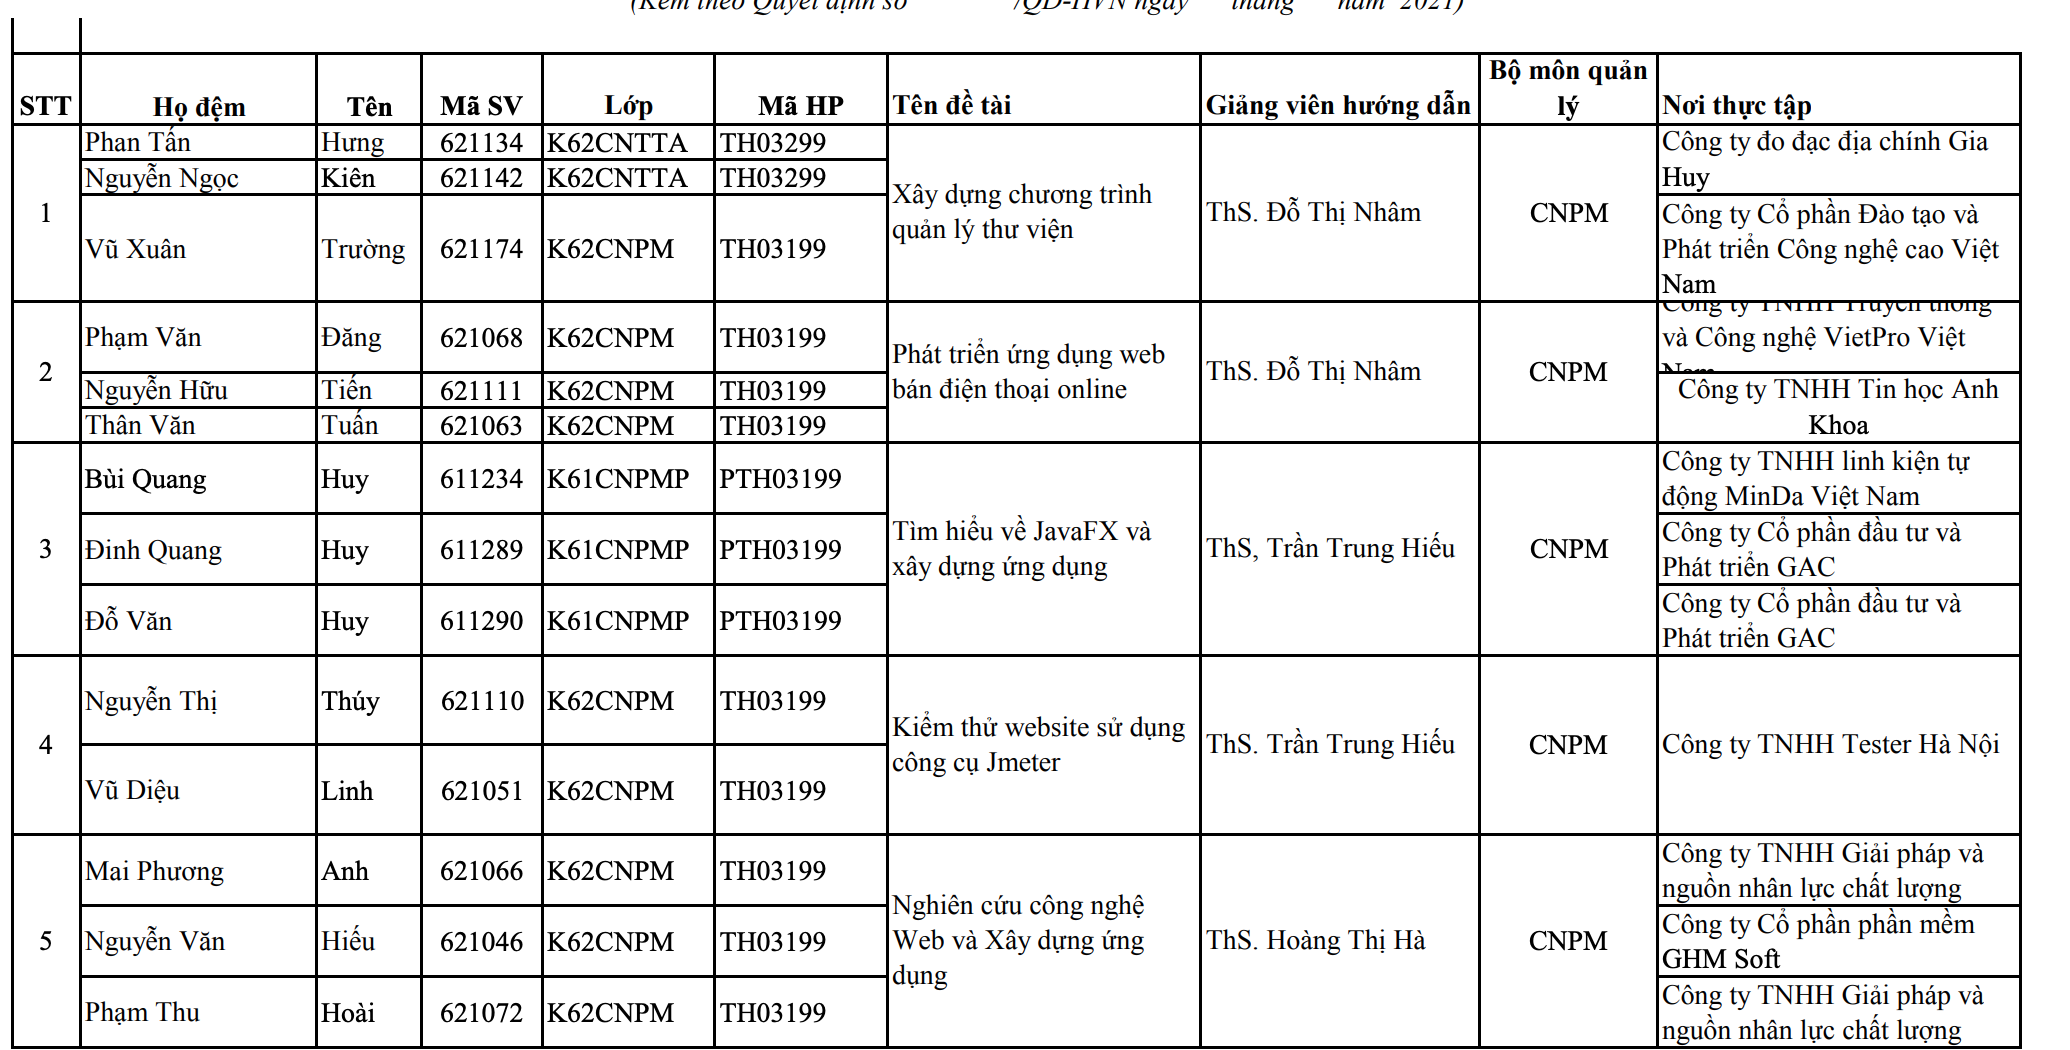 (Kèm theo Quyết định số /QĐ-HVN ngày tháng năm 2021)
STT Họ đệm Tên Mã SV Lớp Mã HP Tên đề tài Giảng viên hướng dẫn Bộ môn quản lý Nơi thực tập
1
Phan Tấn Hưng 621134 K62CNTTA TH03299
Nguyễn Ngọc Kiên 621142 K62CNTTA TH03299
Vũ Xuân Trường 621174 K62CNPM TH03199
Xây dựng chương trình
quản lý thư viện
ThS. Đỗ Thị Nhâm
CNPM
Công ty đo đạc địa chính Gia
Huy
Công ty Cổ phần Đào tạo và
Phát triển Công nghệ cao Việt
Nam
2
Phạm Văn Đăng 621068 K62CNPM TH03199
Nguyễn Hữu Tiến 621111 K62CNPM TH03199
Thân Văn Tuấn 621063 K62CNPM TH03199
Phát triển ứng dụng web
bán điện thoại online
ThS. Đỗ Thị Nhâm
CNPM
Công ty TNHH Truyền thông
và Công nghệ VietPro Việt
Nam
Công ty TNHH Tin học Anh
Khoa
3
Bùi Quang Huy 611234 K61CNPMP PTH03199
Đinh Quang Huy 611289 K61CNPMP PTH03199
Đỗ Văn Huy 611290 K61CNPMP PTH03199
Tìm hiểu về JavaFX và
xây dựng ứng dụng
ThS, Trần Trung Hiếu
CNPM
Công ty TNHH linh kiện tự
động MinDa Việt Nam
Công ty Cổ phần đầu tư và
Phát triển GAC
Công ty Cổ phần đầu tư và
Phát triển GAC
4
Nguyễn Thị Thúy 621110 K62CNPM TH03199
Vũ Diệu Linh 621051 K62CNPM TH03199
Kiểm thử website sử dụng
công cụ Jmeter
ThS. Trần Trung Hiếu
CNPM
Công ty TNHH Tester Hà Nội
5
Mai Phương Anh 621066 K62CNPM TH03199
Nguyễn Văn Hiếu 621046 K62CNPM TH03199
Phạm Thu Hoài 621072 K62CNPM TH03199
Nghiên cứu công nghệ
Web và Xây dựng ứng
dụng
ThS. Hoàng Thị Hà
CNPM
Công ty TNHH Giải pháp và
nguồn nhân lực chất lượng
Công ty Cổ phần phần mềm
GHM Soft
Công ty TNHH Giải pháp và
nguồn nhân lực chất lượng